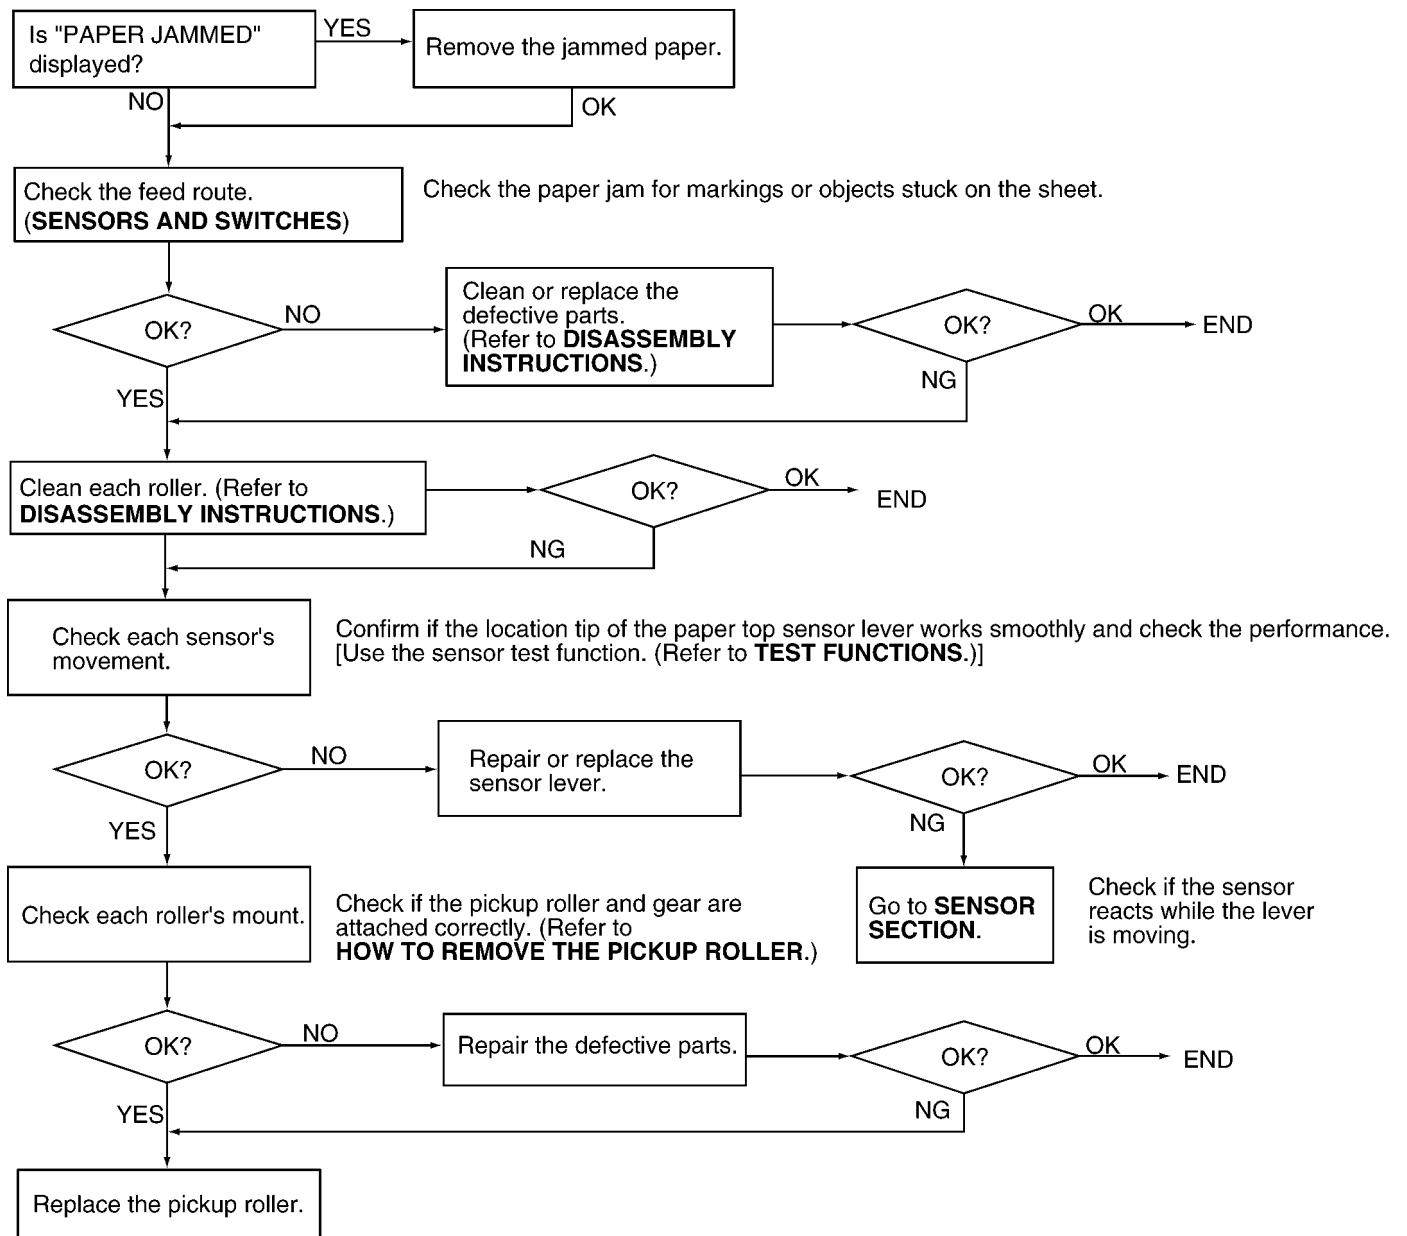 Is "PAPER JAMMED"
displayed?
YES
Remove the jammed paper.
NO
OK
Check the feed route.
(SENSORS AND SWITCHES)
Check the paper jam for markings or objects stuck on the sheet.
OK?
NO
Clean or replace the
defective parts.
(Refer to DISASSEMBLY
INSTRUCTIONS.)
OK?
OK
END
NG
YES
Clean each roller. (Refer to
DISASSEMBLY INSTRUCTIONS.)
OK?
OK
END
NG
Check each sensor's
movement.
Confirm if the location tip of the paper top sensor lever works smoothly and check the performance.
[Use the sensor test function. (Refer to TEST FUNCTIONS.)]
OK?
NO
Repair or replace the
sensor lever.
OK?
OK
END
NG
YES
Check each roller's mount.
Check if the pickup roller and gear are
attached correctly. (Refer to
HOW TO REMOVE THE PICKUP ROLLER.)
Go to SENSOR
SECTION.
Check if the sensor
reacts while the lever
is moving.
OK?
NO
Repair the defective parts.
OK?
OK
END
NG
YES
Replace the pickup roller.